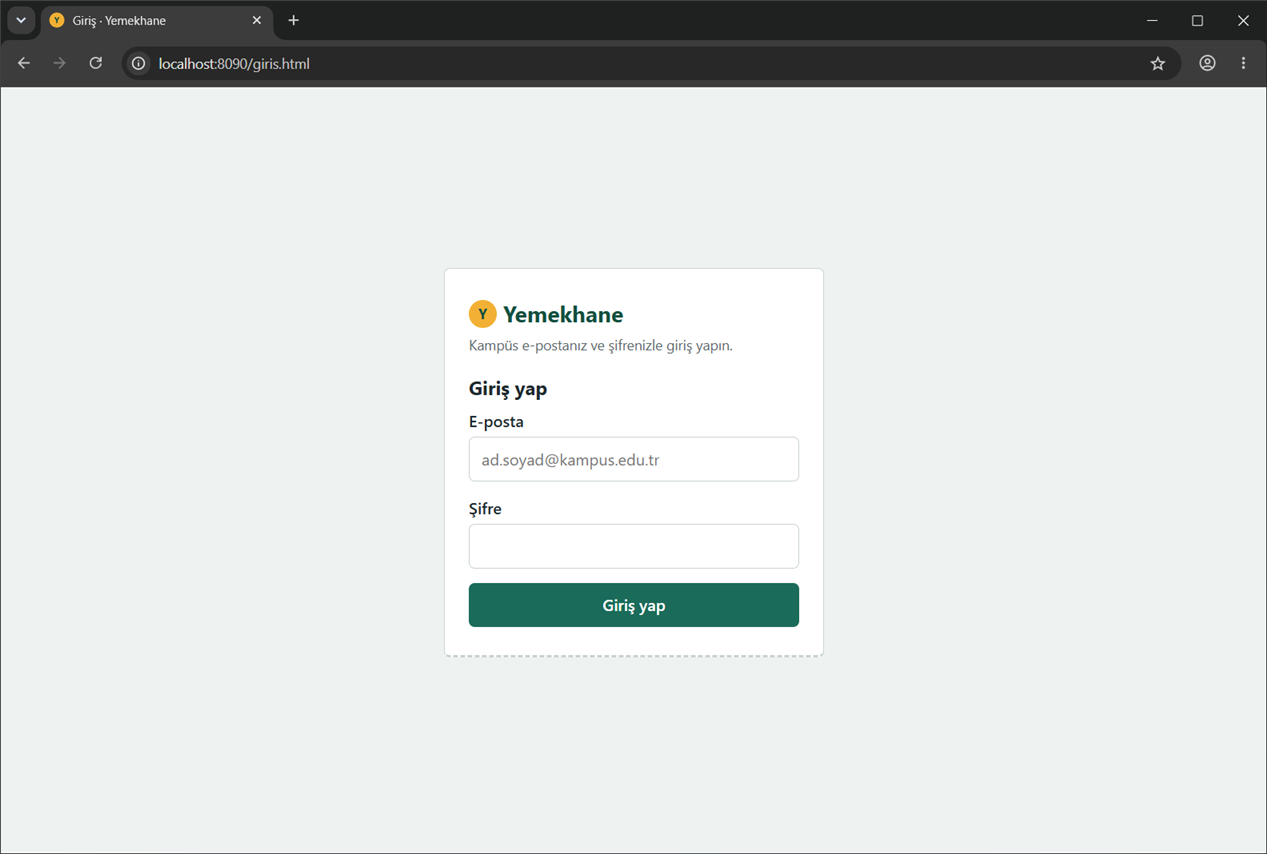 Y Giriş · Yemekhane
localhost:8090/giris.html
Y Yemekhane
Kampüs e-postanız ve şifrenizle giriş yapın.
Giriş yap
E-posta
ad.soyad@kampus.edu.tr
Şifre
Giriş yap